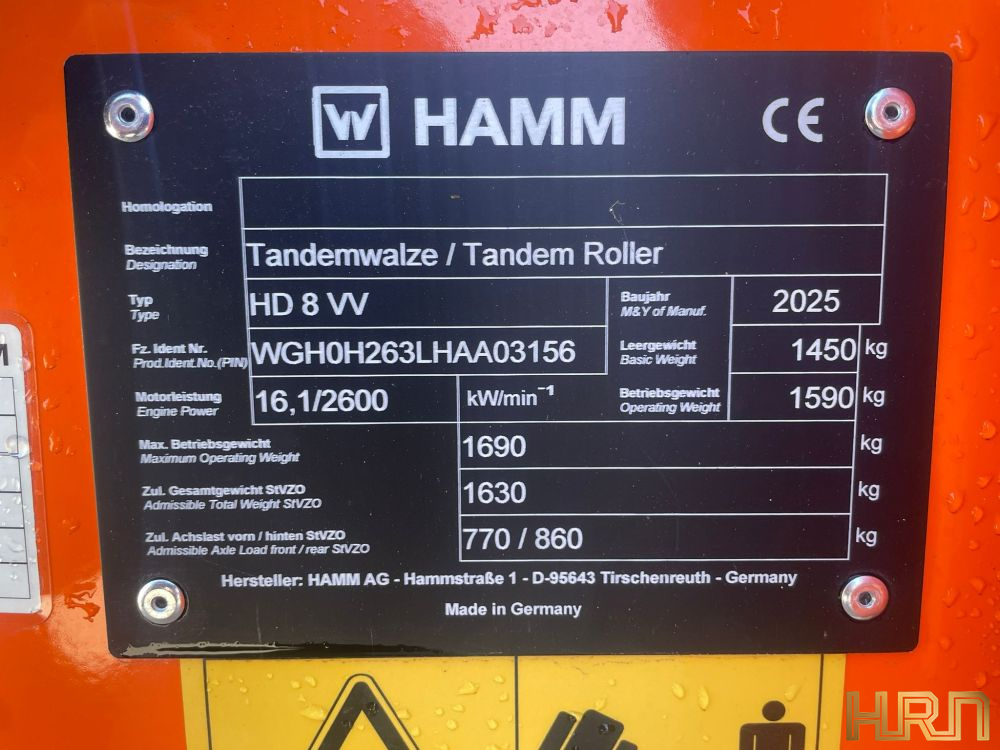 W HAMM CE
Homologation
Bezeichnung
Designation
Tandemwalze / Tandem Roller
Typ
Type
HD 8 VV
Baujahr
M&Y of Manuf.
2025
Fz. Ident Nr.
Prod.Ident.No.(PIN)
WGH0H263LHAA03156
Leergewicht
Basic Weight
1450 kg
Motorleistung
Engine Power
16,1/2600 kW/min⁻¹
Betriebsgewicht
Operating Weight
1590 kg
Max. Betriebsgewicht
Maximum Operating Weight
1690 kg
Zul. Gesamtgewicht StVZO
Admissible Total Weight StVZO
1630 kg
Zul. Achslast vorn / hinten StVZO
Admissible Axle Load front / rear StVZO
770 / 860 kg
Hersteller: HAMM AG - Hammstraße 1 - D-95643 Tirschenreuth - Germany
Made in Germany
M
HRN